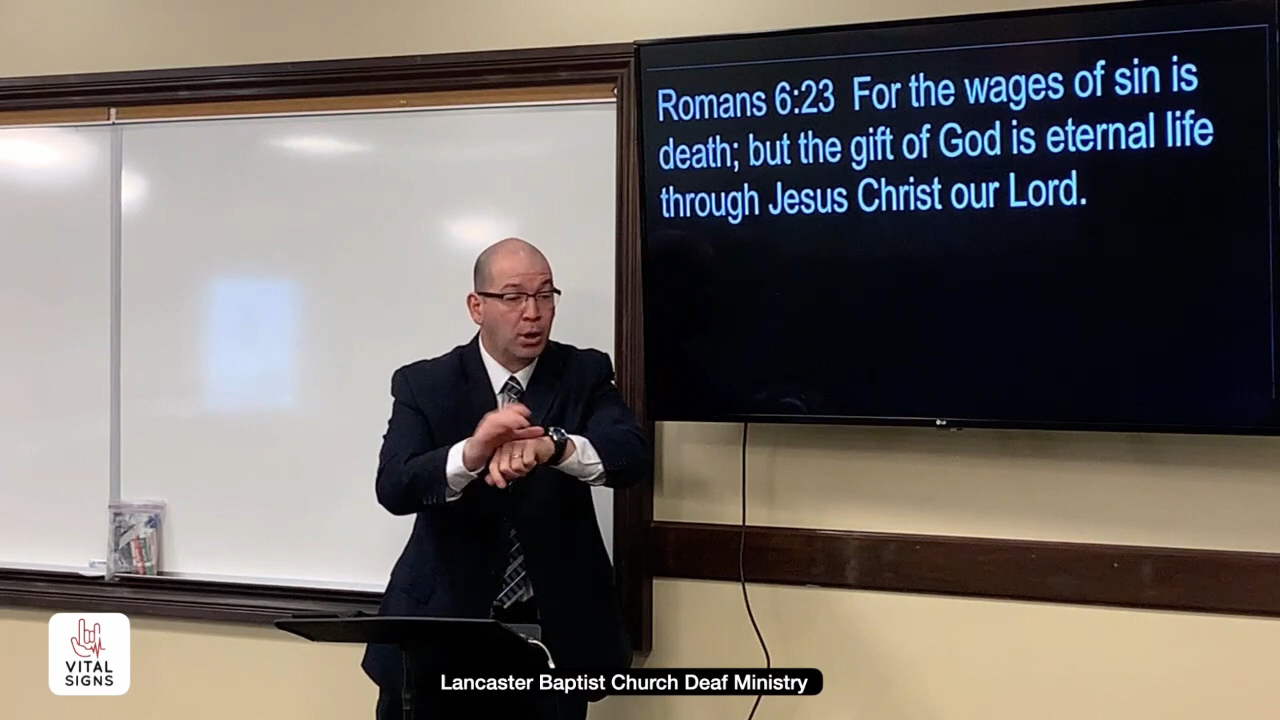 Romans 6:23  For the wages of sin is
death; but the gift of God is eternal life
through Jesus Christ our Lord.
LG
VITAL
SIGNS
Lancaster Baptist Church Deaf Ministry